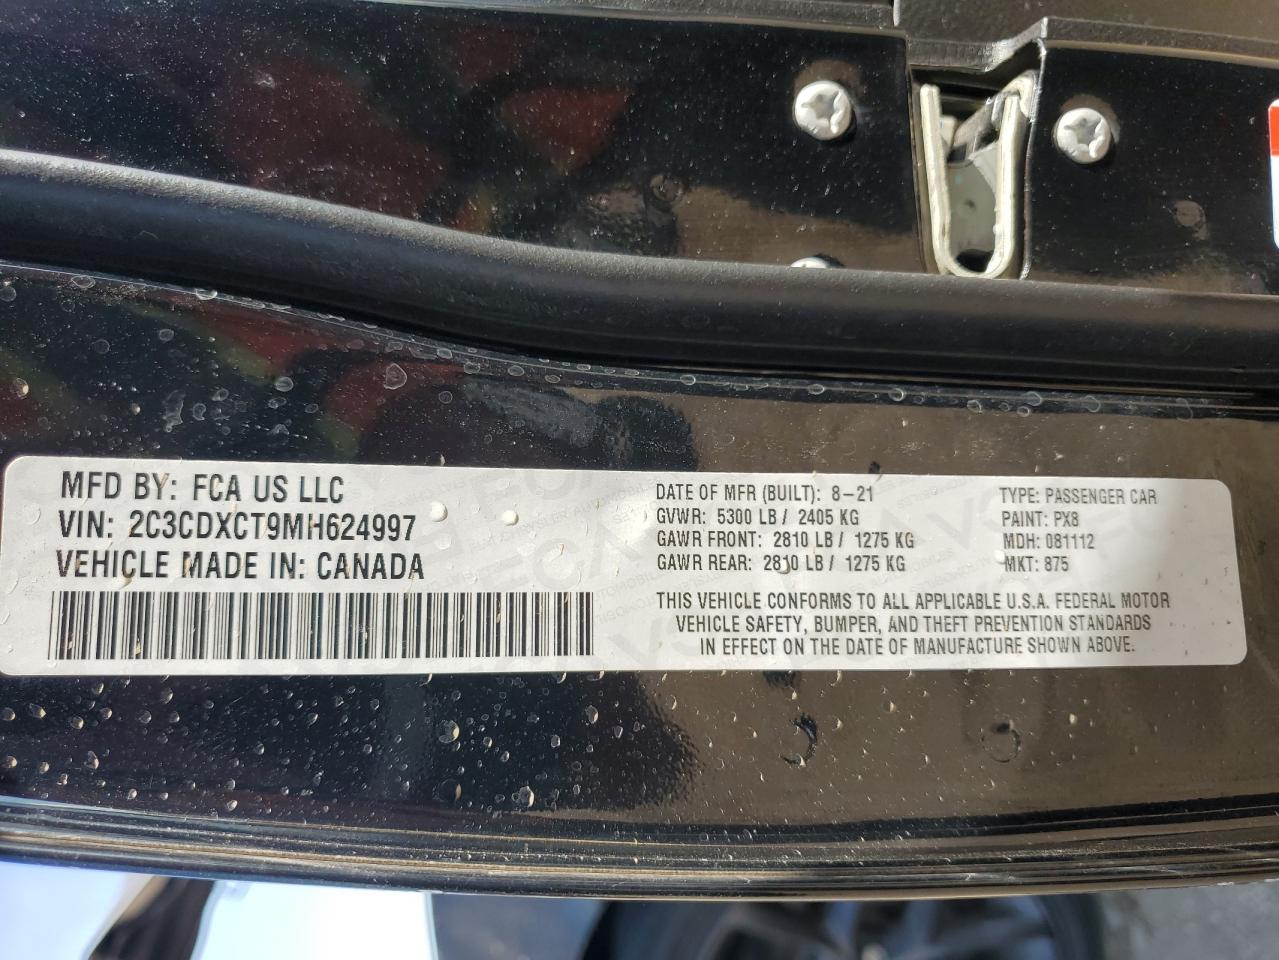 MFD BY: FCA US LLC
VIN: 2C3CDXCT9MH624997
VEHICLE MADE IN: CANADA
DATE OF MFR (BUILT): 8-21
GVWR: 5300 LB / 2405 KG
GAWR FRONT: 2810 LB / 1275 KG
GAWR REAR: 2810 LB / 1275 KG
TYPE: PASSENGER CAR
PAINT: PX8
MDH: 081112
MKT: 875
THIS VEHICLE CONFORMS TO ALL APPLICABLE U.S.A. FEDERAL MOTOR
VEHICLE SAFETY, BUMPER, AND THEFT PREVENTION STANDARDS
IN EFFECT ON THE DATE OF MANUFACTURE SHOWN ABOVE.